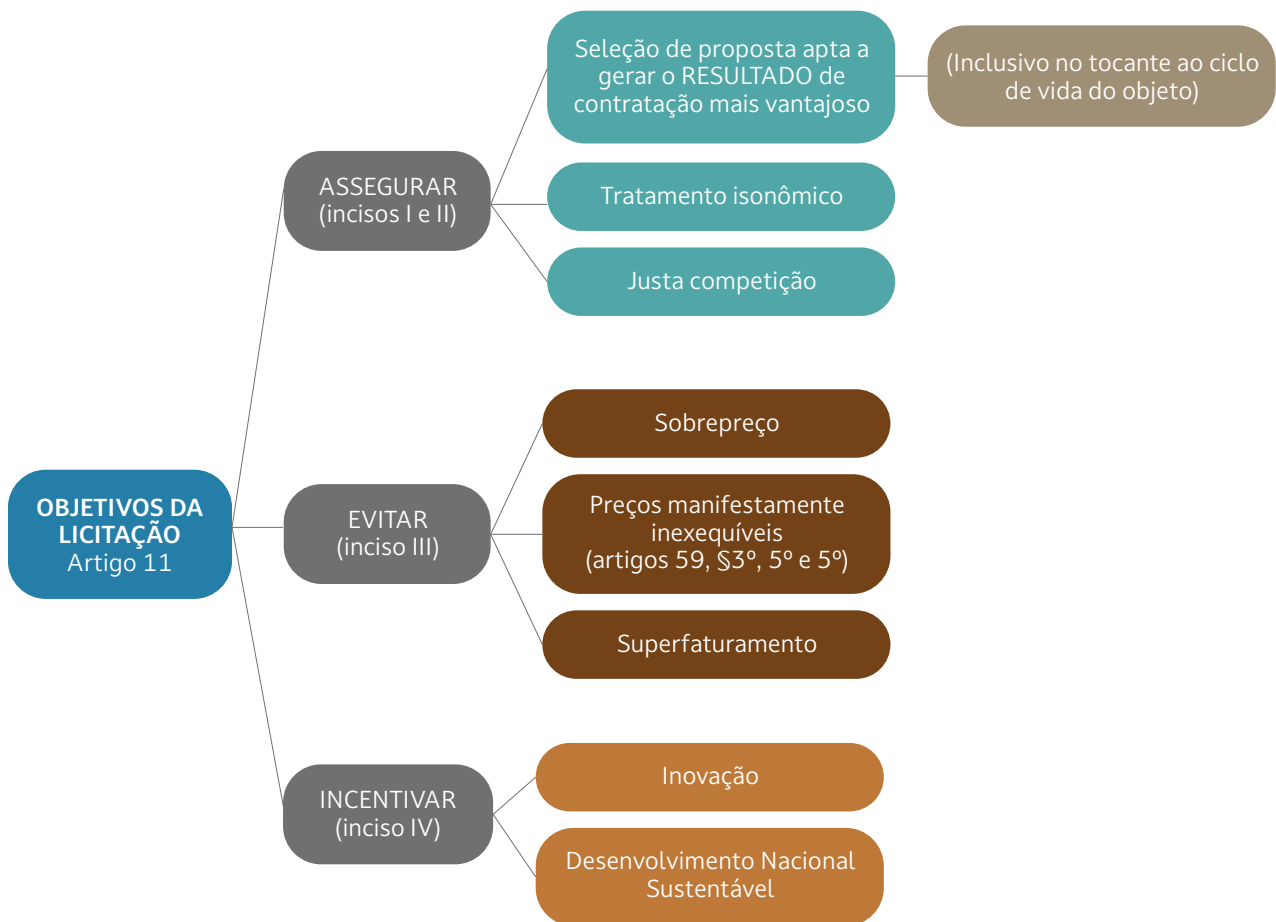 OBJETIVOS DA
LICITAÇÃO
Artigo 11
ASSEGURAR
(incisos I e II)
Seleção de proposta apta a
gerar o RESULTADO de
contratação mais vantajoso
(Inclusivo no tocante ao ciclo
de vida do objeto)
Tratamento isonômico
Justa competição
EVITAR
(inciso III)
Sobrepreço
Preços manifestamente
inexequíveis
(artigos 59, §3º, 5º e 5º)
Superfaturamento
INCENTIVAR
(inciso IV)
Inovação
Desenvolvimento Nacional
Sustentável